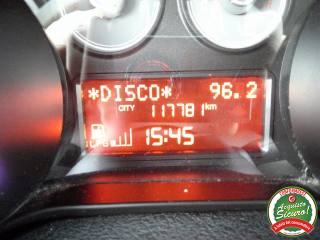 *DISCO* 96.2
CITY 117781 km
15:45
Acquisto
Sicuro!